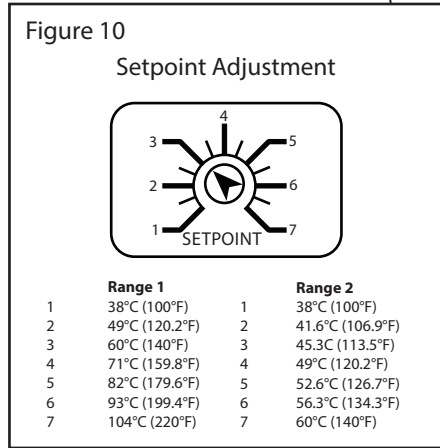 Figure 10
Setpoint Adjustment
4
3 5
2 6
1 7
SETPOINT
Range 1 Range 2
1 38°C (100°F) 1 38°C (100°F)
2 49°C (120.2°F) 2 41.6°C (106.9°F)
3 60°C (140°F) 3 45.3C (113.5°F)
4 71°C (159.8°F) 4 49°C (120.2°F)
5 82°C (179.6°F) 5 52.6°C (126.7°F)
6 93°C (199.4°F) 6 56.3°C (134.3°F)
7 104°C (220°F) 7 60°C (140°F)